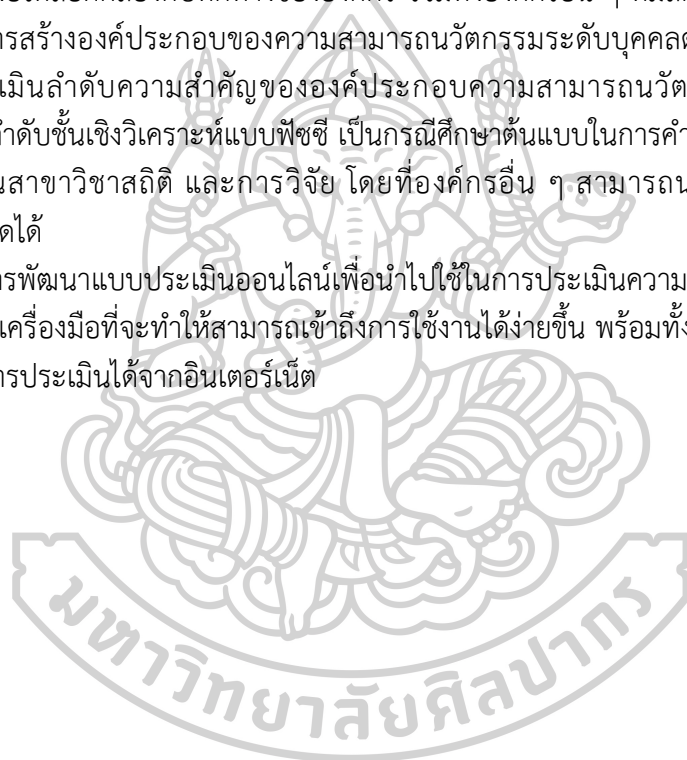 การสร้างองค์ประกอบของความสามารถนวัตกรรมระดับบุคคล
เมินลำดับความสำคัญขององค์ประกอบความสามารถนวัต
ำดับชั้นเชิงวิเคราะห์แบบฟัซซี เป็นกรณีศึกษาต้นแบบในการคำ
นสาขาวิชาสถิติ และการวิจัย โดยที่องค์กรอื่น ๆ สามารถน
ดได้
ารพัฒนาแบบประเมินออนไลน์เพื่อนำไปใช้ในการประเมินความ
เครื่องมือที่จะทำให้สามารถเข้าถึงการใช้งานได้ง่ายขึ้น พร้อมทั้ง
ารประเมินได้จากอินเตอร์เน็ต
มหาวิทยาลัยศิลปากร